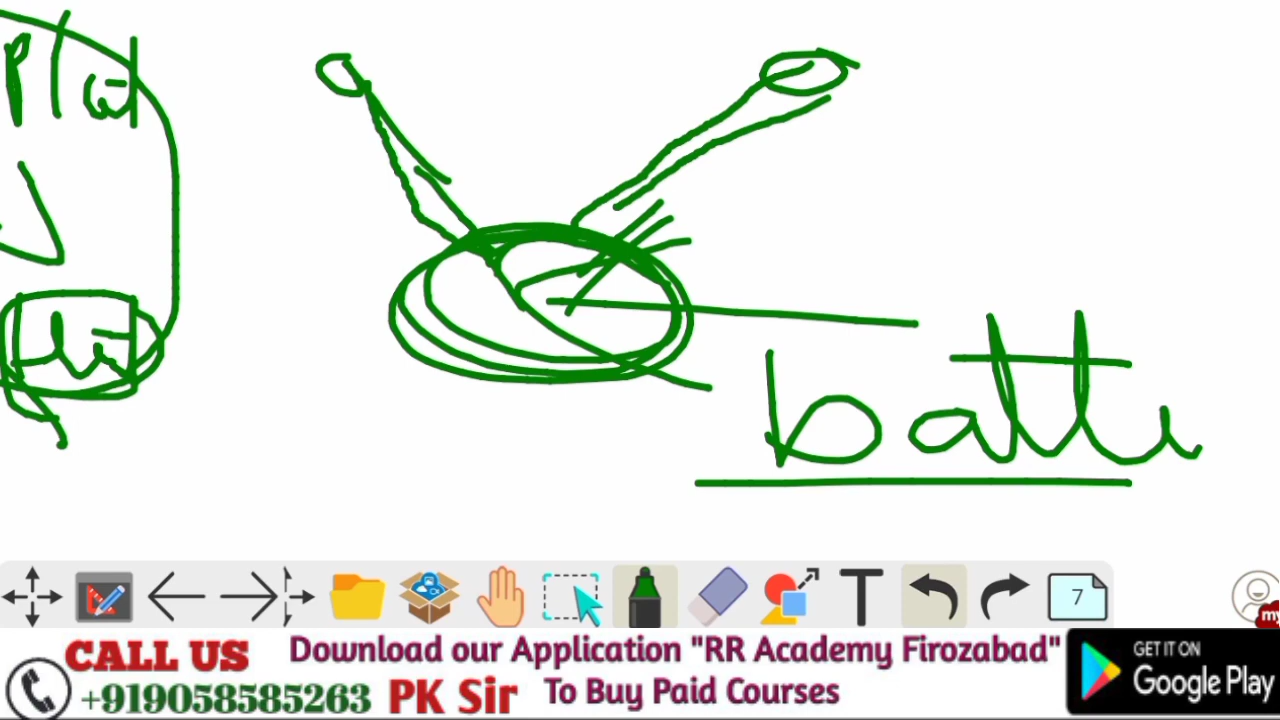 batti
7
CALL US
+919058585263
PK Sir
Download our Application "RR Academy Firozabad"
To Buy Paid Courses
GET IT ON
Google Play
my